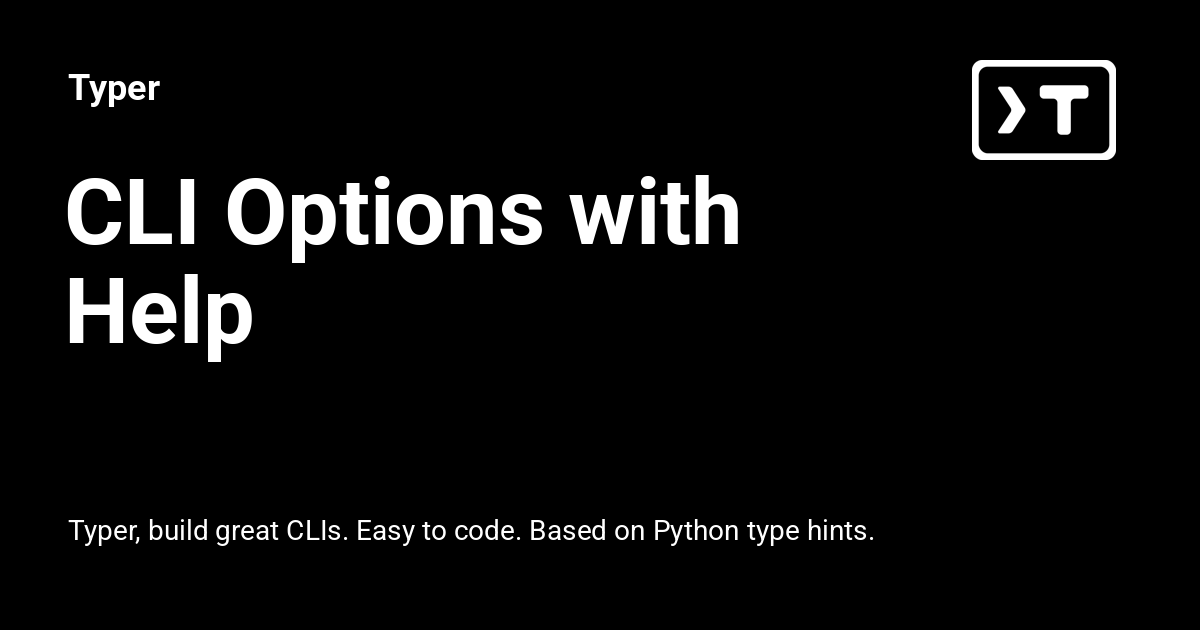 Typer
❯T
CLI Options with
Help
Typer, build great CLIs. Easy to code. Based on Python type hints.